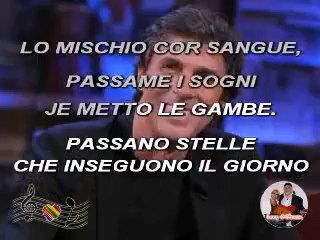 LO MISCHIO COR SANGUE,
PASSAME I SOGNI
JE METTO LE GAMBE.
PASSANO STELLE
CHE INSEGUONO IL GIORNO